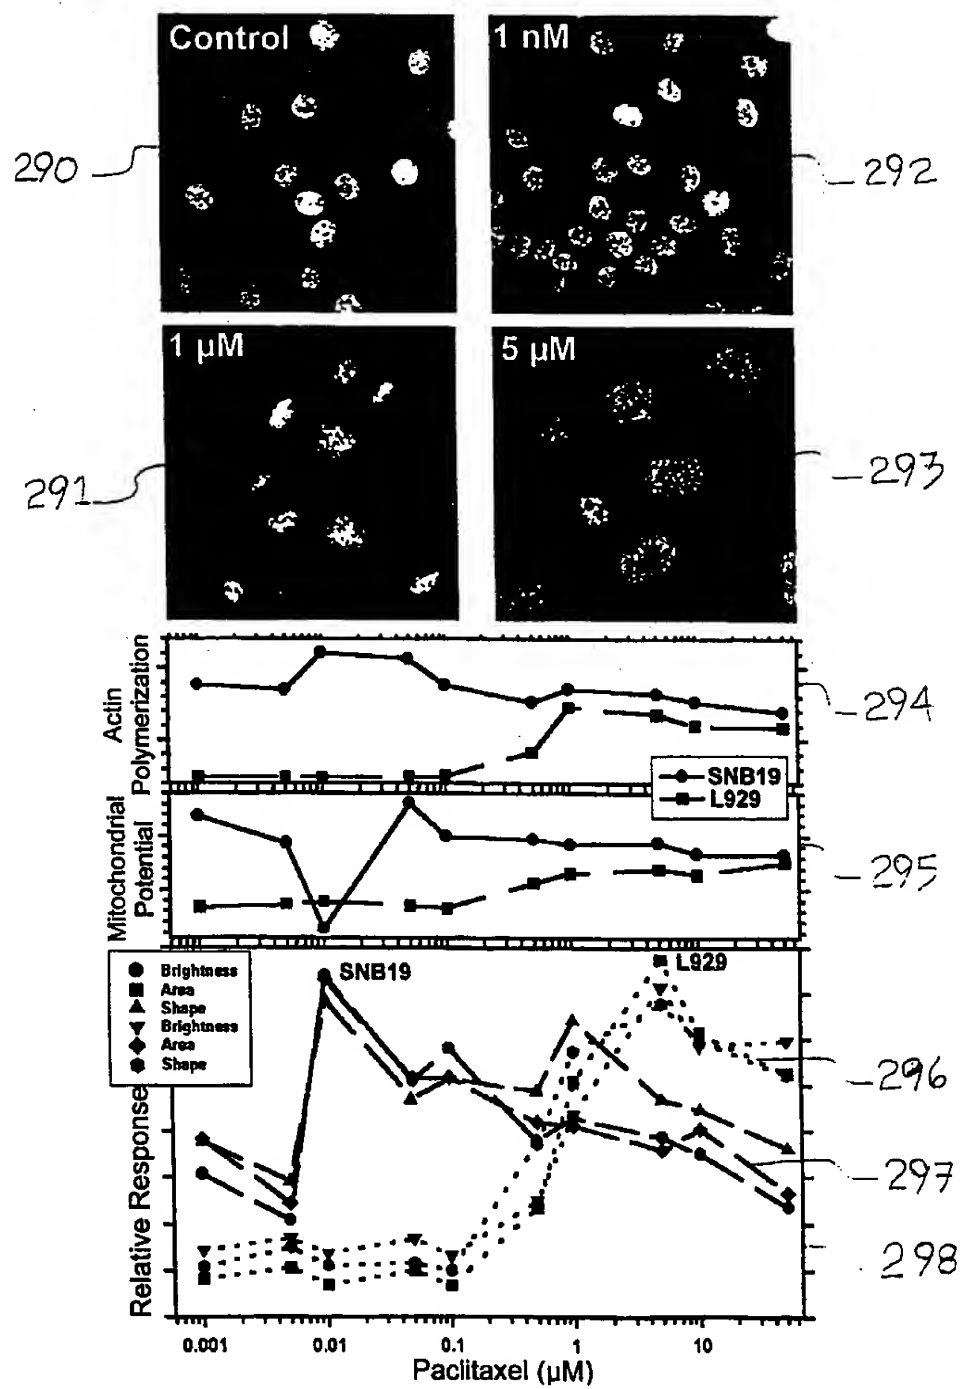 Control
1 nM
290
292
1 µM
5 µM
291
293
Actin
Polymerization
294
SNB19
L929
Mitochondrial
Potential
295
Brightness
Area
Shape
Brightness
Area
Shape
SNB19
L929
296
297
298
Relative Response
0.001
0.01
0.1
1
10
Paclitaxel (µM)